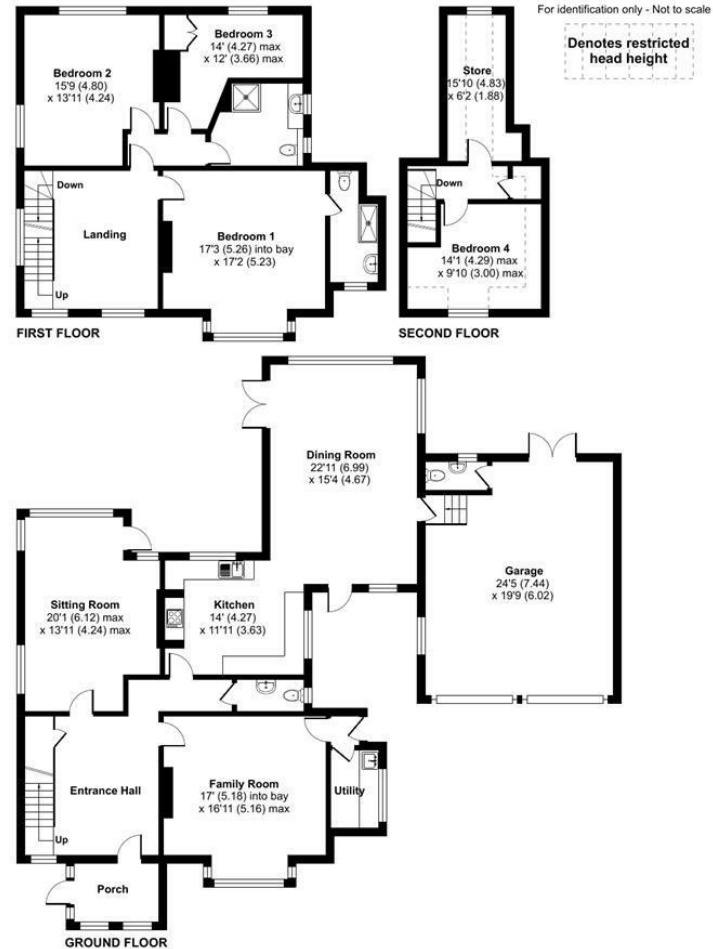 For identification only - Not to scale
Denotes restricted
head height
Bedroom 2
15'9 (4.80)
x 13'11 (4.24)
Bedroom 3
14' (4.27) max
x 12' (3.66) max
Down
Landing
Up
Bedroom 1
17'3 (5.26) into bay
x 17'2 (5.23)
FIRST FLOOR
Store
15'10 (4.83)
x 6'2 (1.88)
Down
Bedroom 4
14'1 (4.29) max
x 9'10 (3.00) max
SECOND FLOOR
Dining Room
22'11 (6.99)
x 15'4 (4.67)
Garage
24'5 (7.44)
x 19'9 (6.02)
Sitting Room
20'1 (6.12) max
x 13'11 (4.24) max
Kitchen
14' (4.27)
x 11'11 (3.63)
Entrance Hall
Up
Family Room
17' (5.18) into bay
x 16'11 (5.16) max
Utility
Porch
GROUND FLOOR